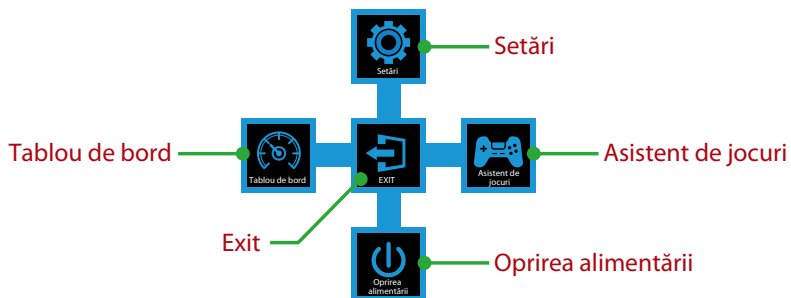 Setări
Setări
Tablou de bord
Tablou de bord
EXIT
Asistent de
jocuri
Asistent de jocuri
Exit
Oprirea
alimentării
Oprirea alimentării